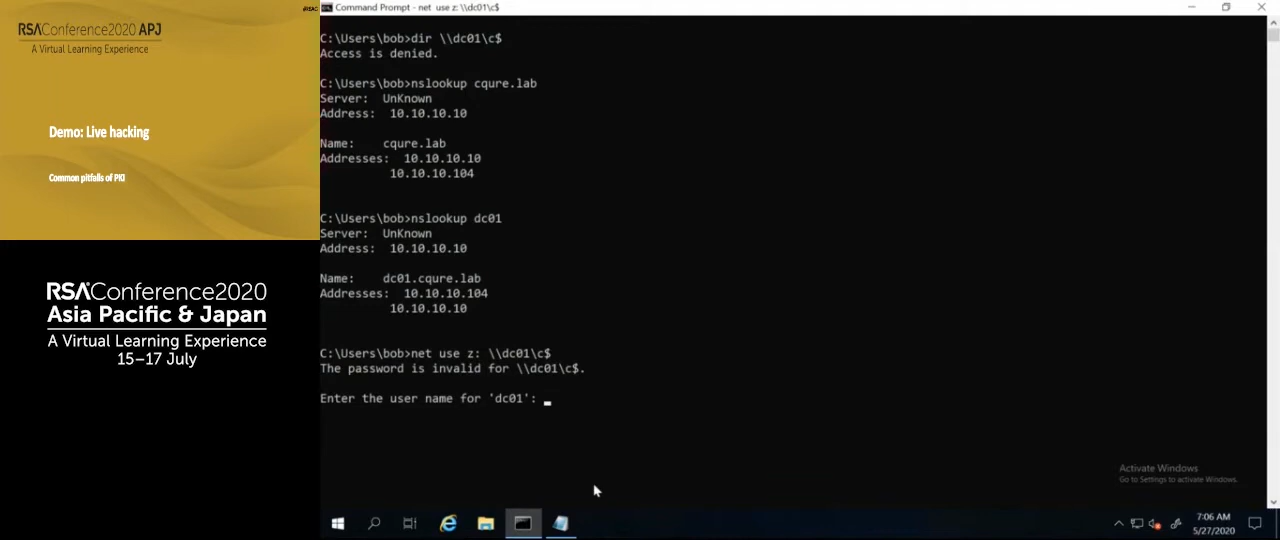 RSAConference2020 APJ
A Virtual Learning Experience
Demo: Live hacking
Common pitfalls of PKI
RSAConference2020
Asia Pacific & Japan
A Virtual Learning Experience
15–17 July
Command Prompt - net  use z: \\dc01\c$
C:\Users\bob>dir \\dc01\c$
Access is denied.
C:\Users\bob>nslookup cqure.lab
Server:  UnKnown
Address:  10.10.10.10
Name:    cqure.lab
Addresses:  10.10.10.10
10.10.10.104
C:\Users\bob>nslookup dc01
Server:  UnKnown
Address:  10.10.10.10
Name:    dc01.cqure.lab
Addresses:  10.10.10.104
10.10.10.10
C:\Users\bob>net use z: \\dc01\c$
The password is invalid for \\dc01\c$.
Enter the user name for 'dc01':
Activate Windows
Go to Settings to activate Windows.
7:06 AM
5/27/2020